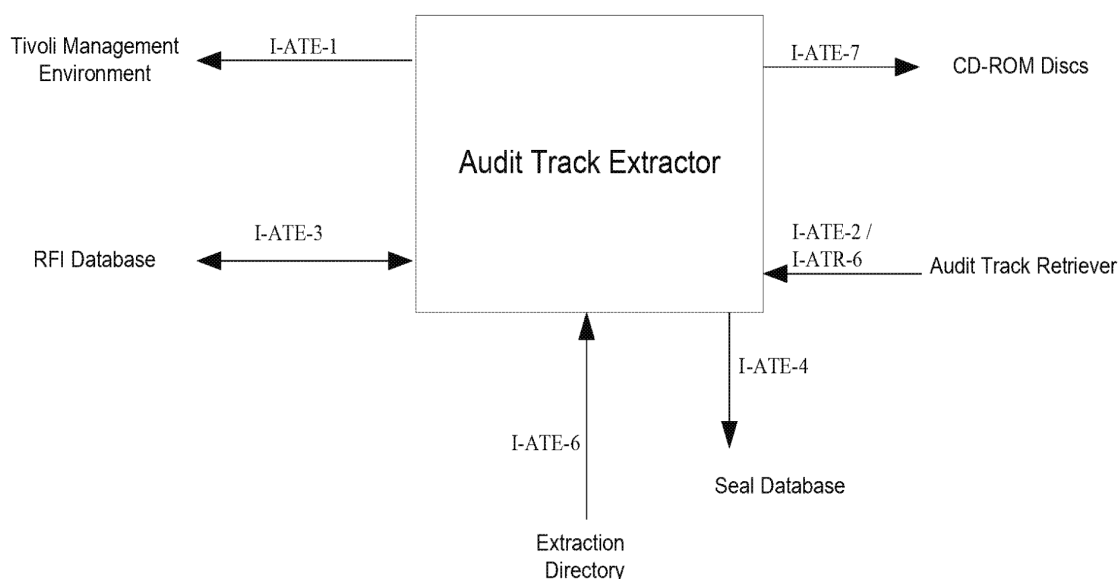 Tivoli Management
Environment
I-ATE-1
I-ATE-7
CD-ROM Discs
Audit Track Extractor
RFI Database
I-ATE-3
I-ATE-2 /
I-ATR-6
Audit Track Retriever
I-ATE-4
I-ATE-6
Seal Database
Extraction
Directory